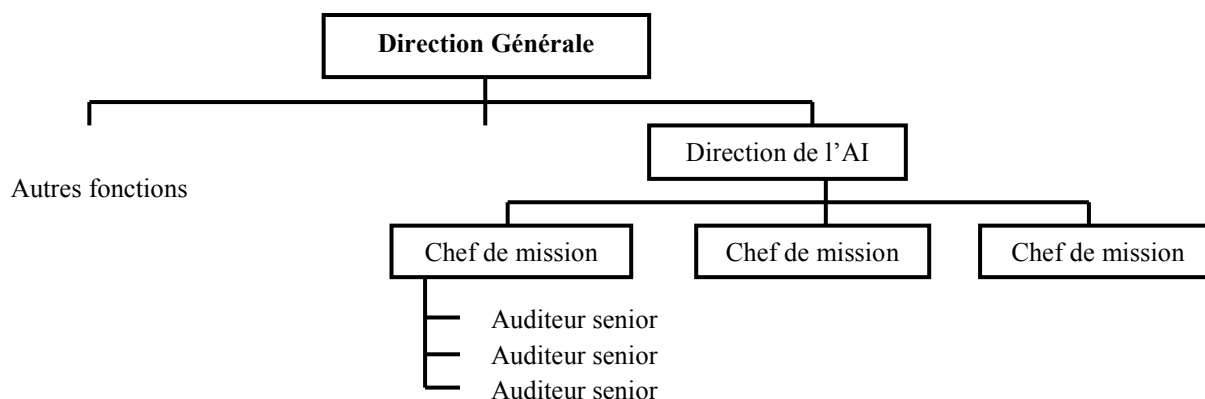 Direction Générale
Direction de l’AI
Autres fonctions
Chef de mission
Chef de mission
Chef de mission
Auditeur senior
Auditeur senior
Auditeur senior